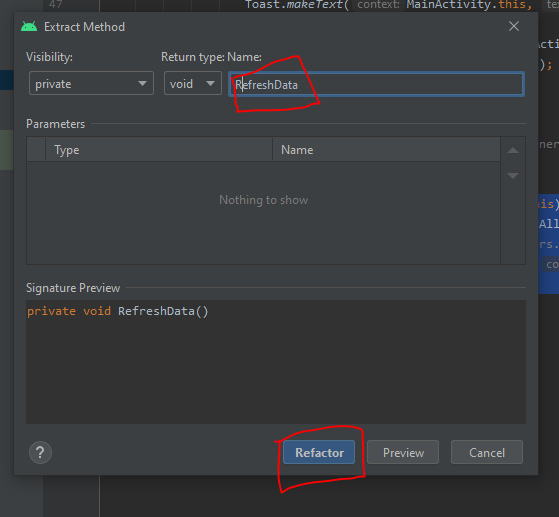 47 Toast.makeText( context: MainActivity.this,
Extract Method
Visibility: Return type: Name:
private void RefreshData
);
Parameters
Type Name
Nothing to show
Signature Preview
private void RefreshData()
? Refactor Preview Cancel